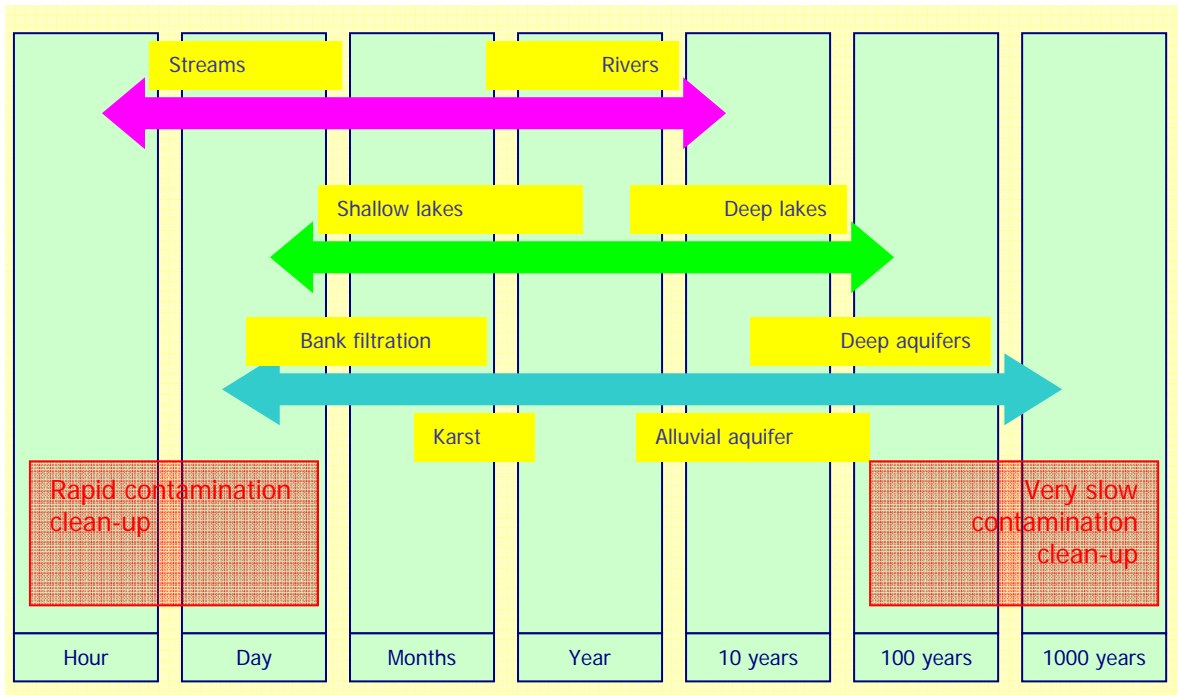 Streams
Rivers
Shallow lakes
Deep lakes
Bank filtration
Deep aquifers
Karst
Alluvial aquifer
Rapid contamination
clean-up
Very slow
contamination
clean-up
Hour
Day
Months
Year
10 years
100 years
1000 years